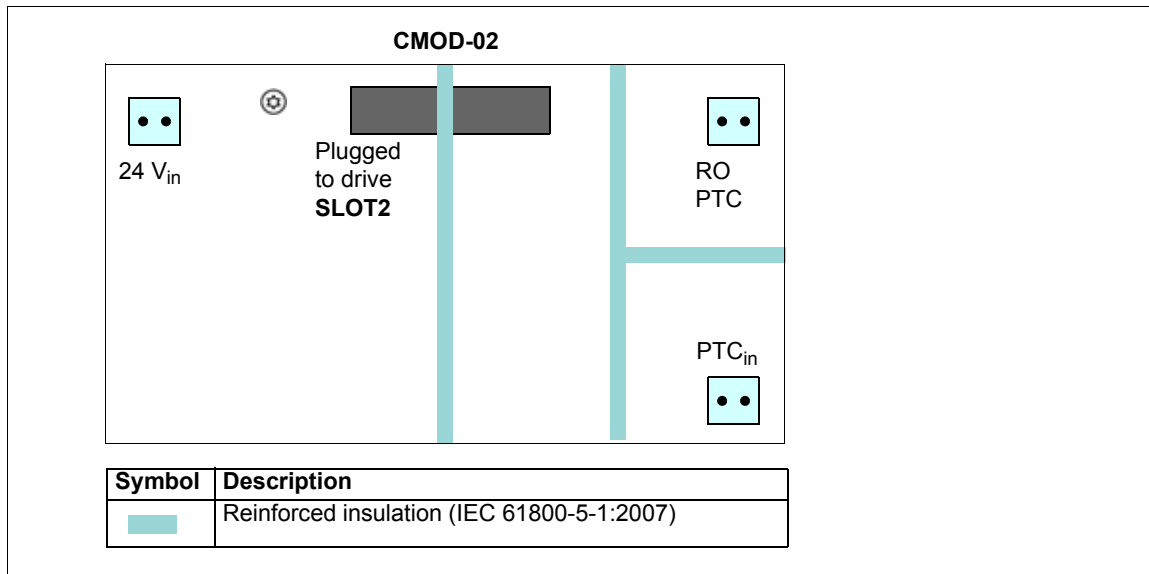 CMOD-02
24 Vin
Plugged
to drive
SLOT2
RO
PTC
PTCin
Symbol Description
Reinforced insulation (IEC 61800-5-1:2007)